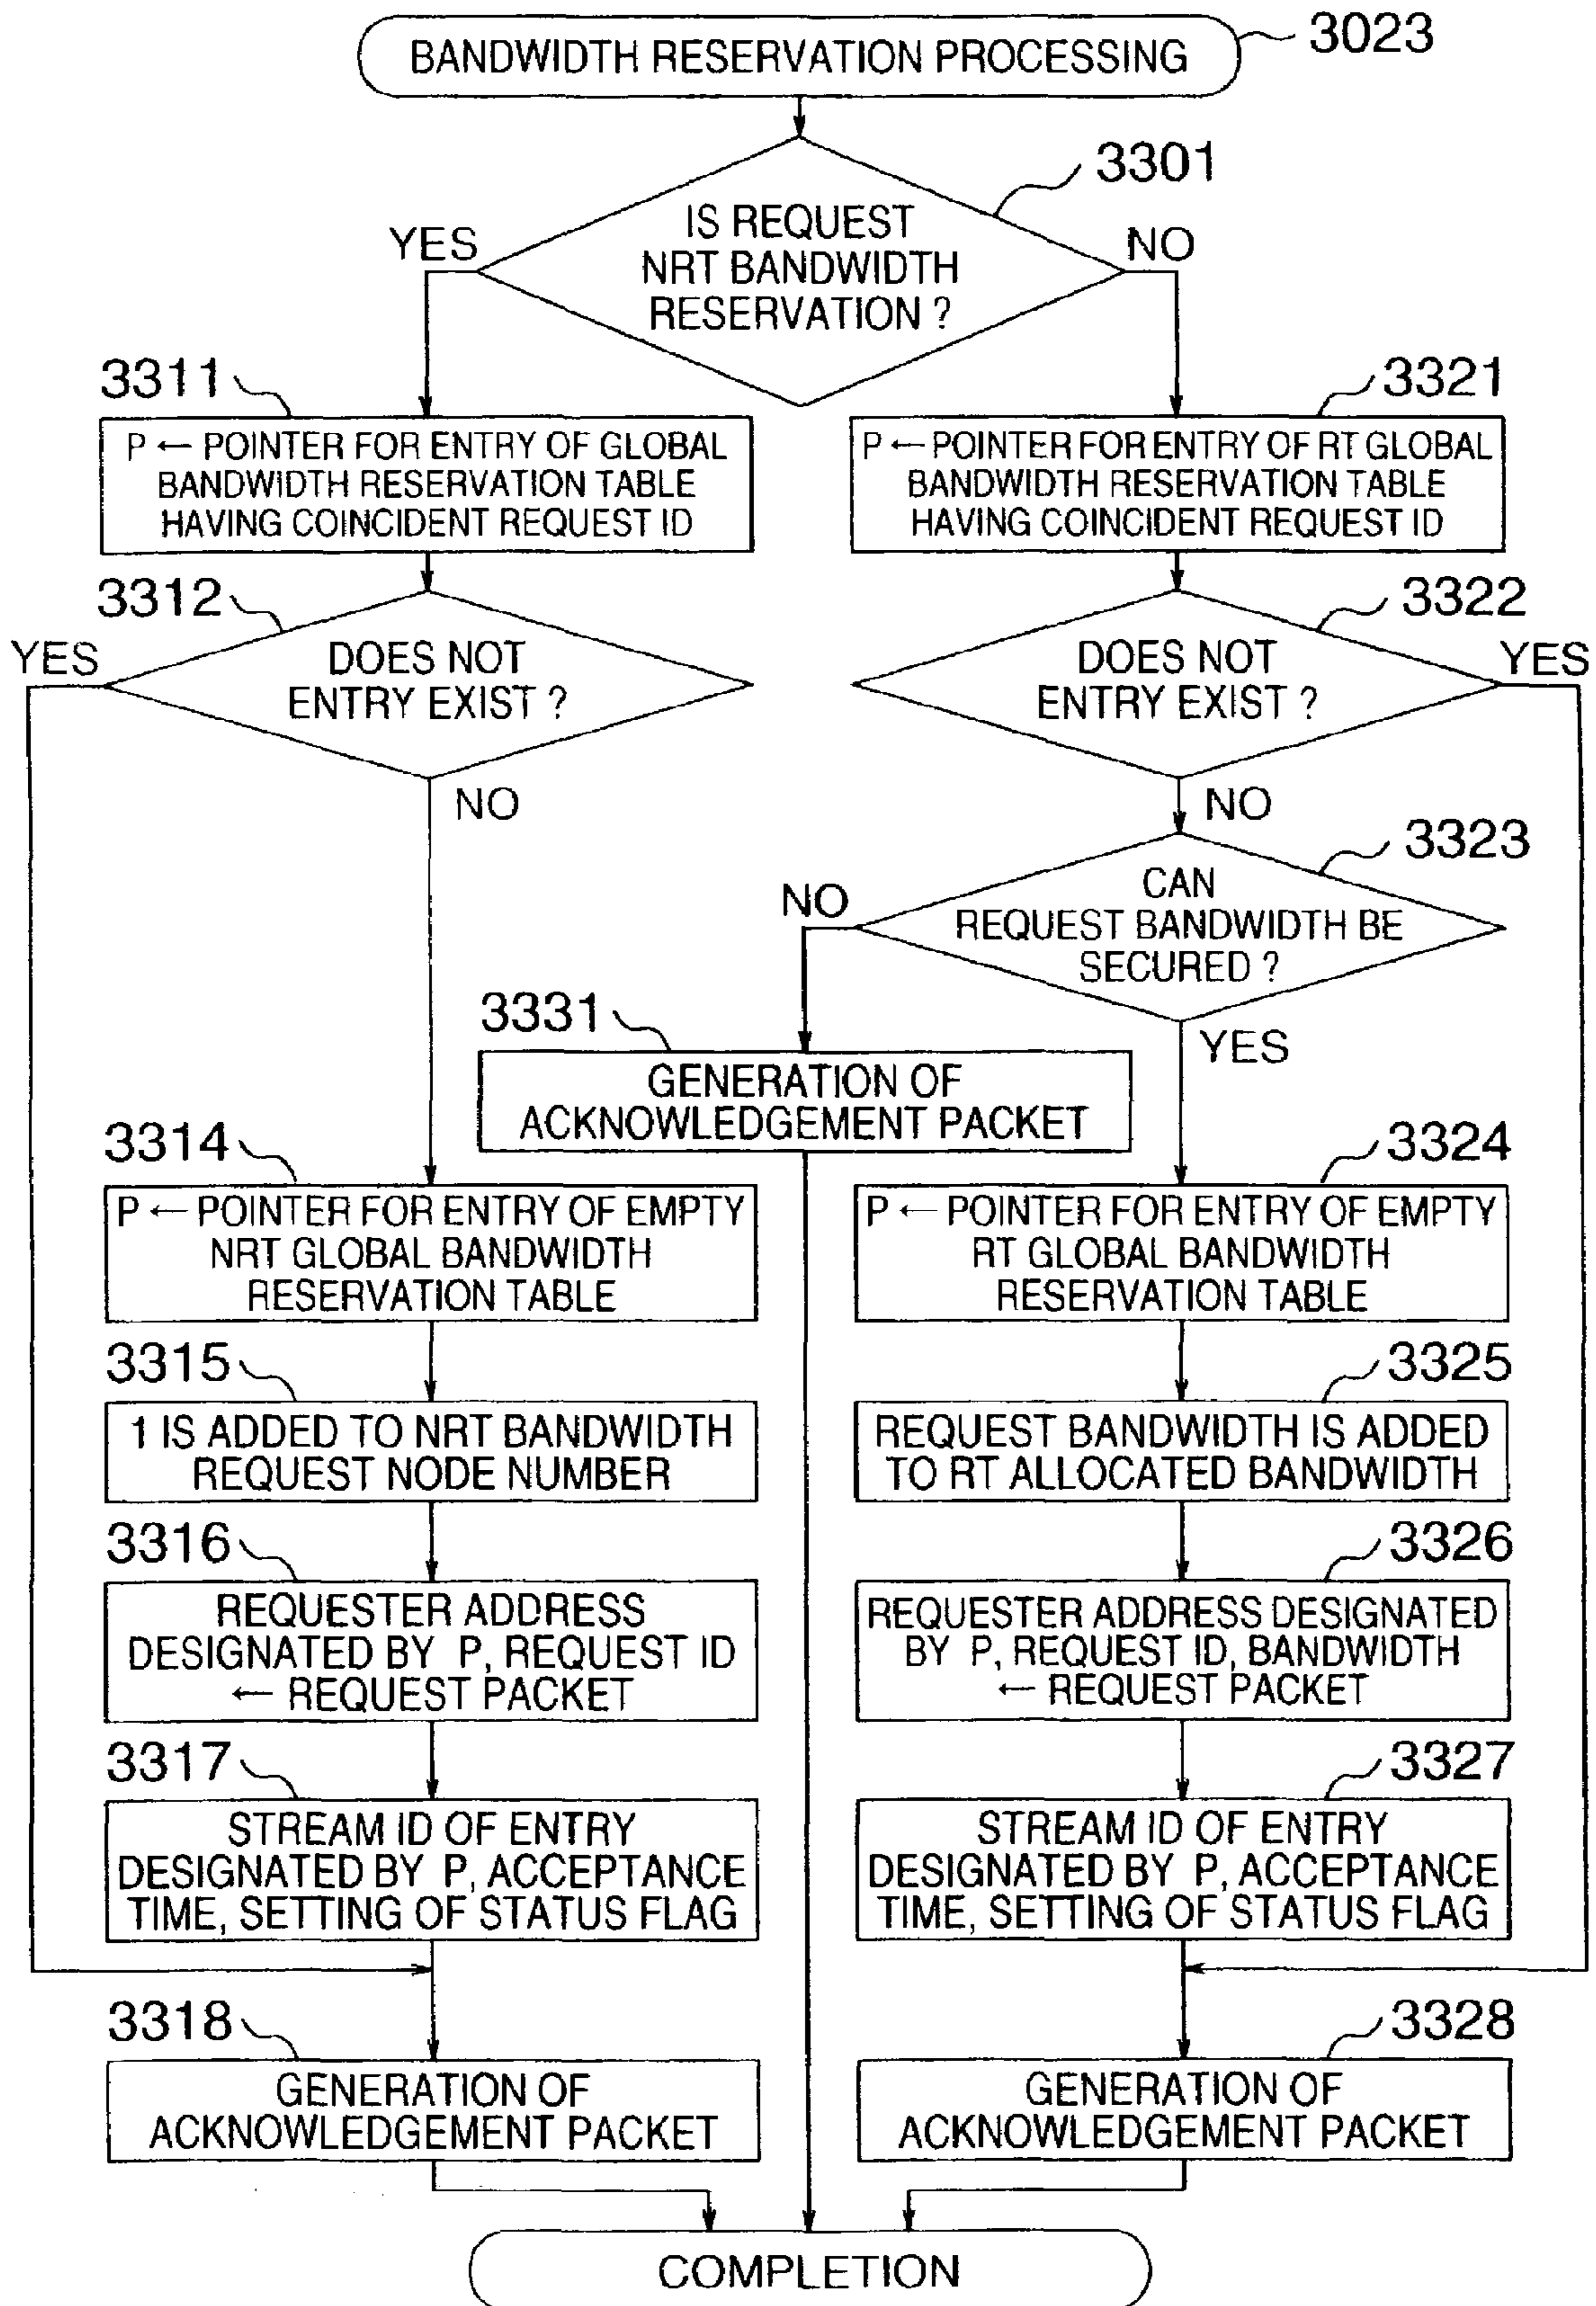 BANDWIDTH RESERVATION PROCESSING
3023
3301
IS REQUEST
NRT BANDWIDTH
RESERVATION ?
YES
NO
3311
P ← POINTER FOR ENTRY OF GLOBAL
BANDWIDTH RESERVATION TABLE
HAVING COINCIDENT REQUEST ID
3321
P ← POINTER FOR ENTRY OF RT GLOBAL
BANDWIDTH RESERVATION TABLE
HAVING COINCIDENT REQUEST ID
3312
YES
DOES NOT
ENTRY EXIST ?
NO
3322
DOES NOT
ENTRY EXIST ?
YES
NO
3323
CAN
REQUEST BANDWIDTH BE
SECURED ?
NO
YES
3331
GENERATION OF
ACKNOWLEDGEMENT PACKET
3314
P ← POINTER FOR ENTRY OF EMPTY
NRT GLOBAL BANDWIDTH
RESERVATION TABLE
3324
P ← POINTER FOR ENTRY OF EMPTY
RT GLOBAL BANDWIDTH
RESERVATION TABLE
3315
1 IS ADDED TO NRT BANDWIDTH
REQUEST NODE NUMBER
3325
REQUEST BANDWIDTH IS ADDED
TO RT ALLOCATED BANDWIDTH
3316
REQUESTER ADDRESS
DESIGNATED BY P, REQUEST ID
← REQUEST PACKET
3326
REQUESTER ADDRESS DESIGNATED
BY P, REQUEST ID, BANDWIDTH
← REQUEST PACKET
3317
STREAM ID OF ENTRY
DESIGNATED BY P, ACCEPTANCE
TIME, SETTING OF STATUS FLAG
3327
STREAM ID OF ENTRY
DESIGNATED BY P, ACCEPTANCE
TIME, SETTING OF STATUS FLAG
3318
GENERATION OF
ACKNOWLEDGEMENT PACKET
3328
GENERATION OF
ACKNOWLEDGEMENT PACKET
COMPLETION